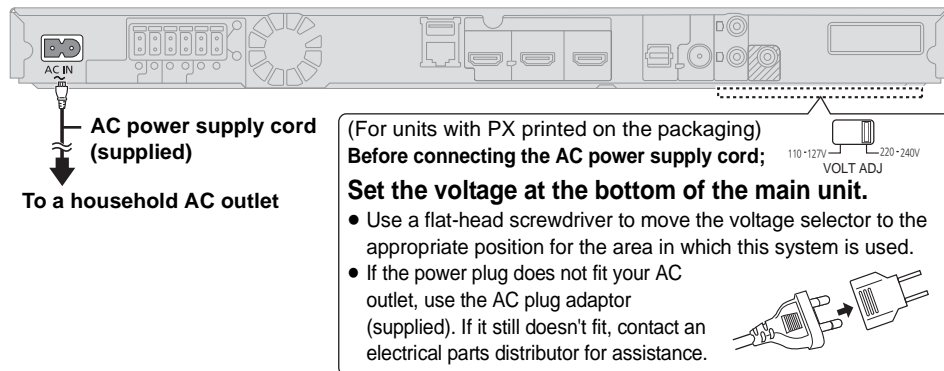 AC IN
AC power supply cord
(supplied)
To a household AC outlet
(For units with PX printed on the packaging)
Before connecting the AC power supply cord;
110 - 127V
220 - 240V
VOLT ADJ
Set the voltage at the bottom of the main unit.
● Use a flat-head screwdriver to move the voltage selector to the
appropriate position for the area in which this system is used.
● If the power plug does not fit your AC
outlet, use the AC plug adaptor
(supplied). If it still doesn't fit, contact an
electrical parts distributor for assistance.